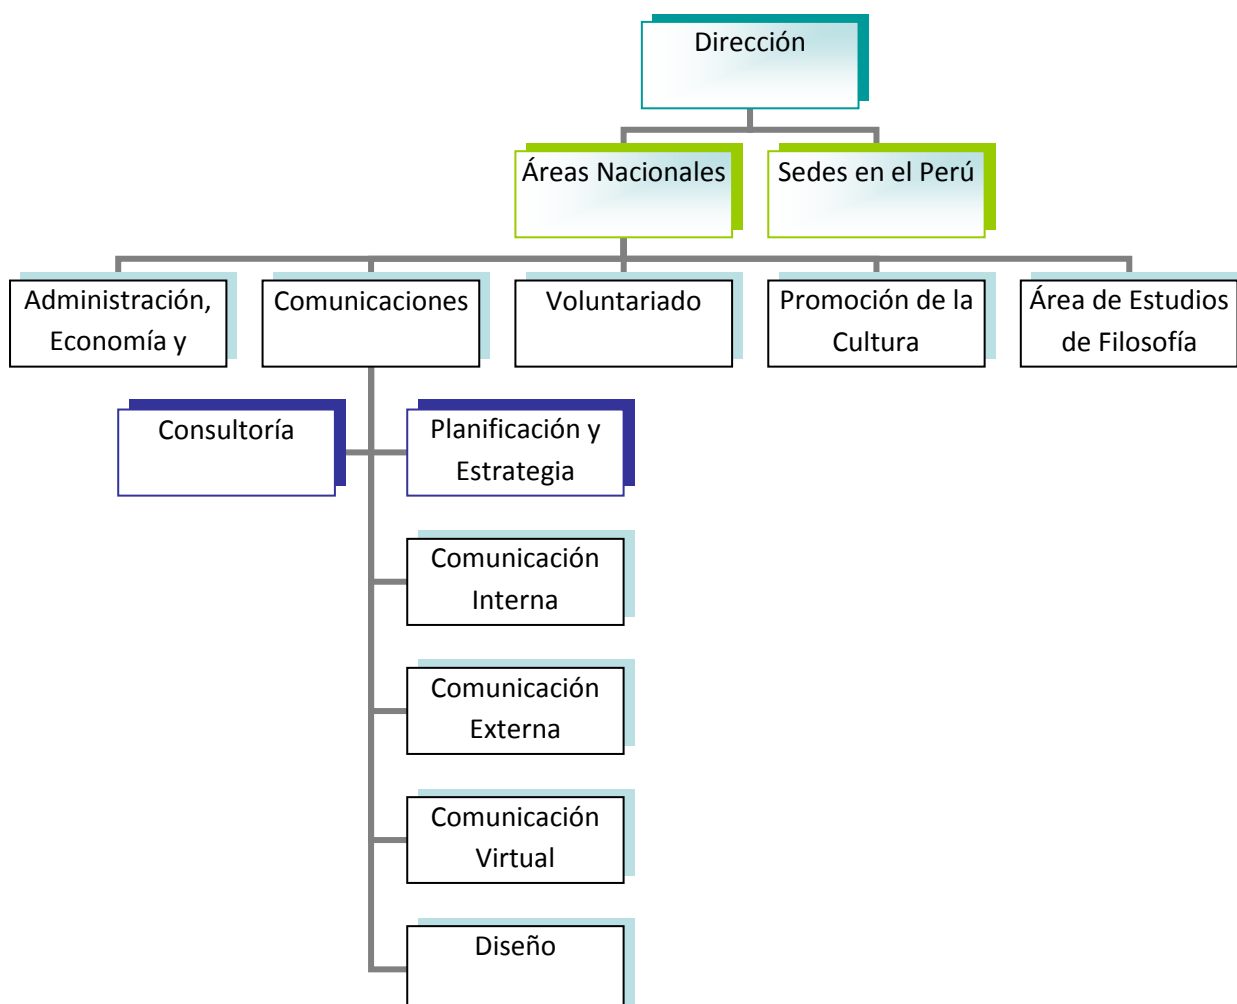 Dirección
Áreas Nacionales
Sedes en el Perú
Administración,
Economía y
Comunicaciones
Voluntariado
Promoción de la
Cultura
Área de Estudios
de Filosofía
Consultoría
Planificación y
Estrategia
Comunicación
Interna
Comunicación
Externa
Comunicación
Virtual
Diseño